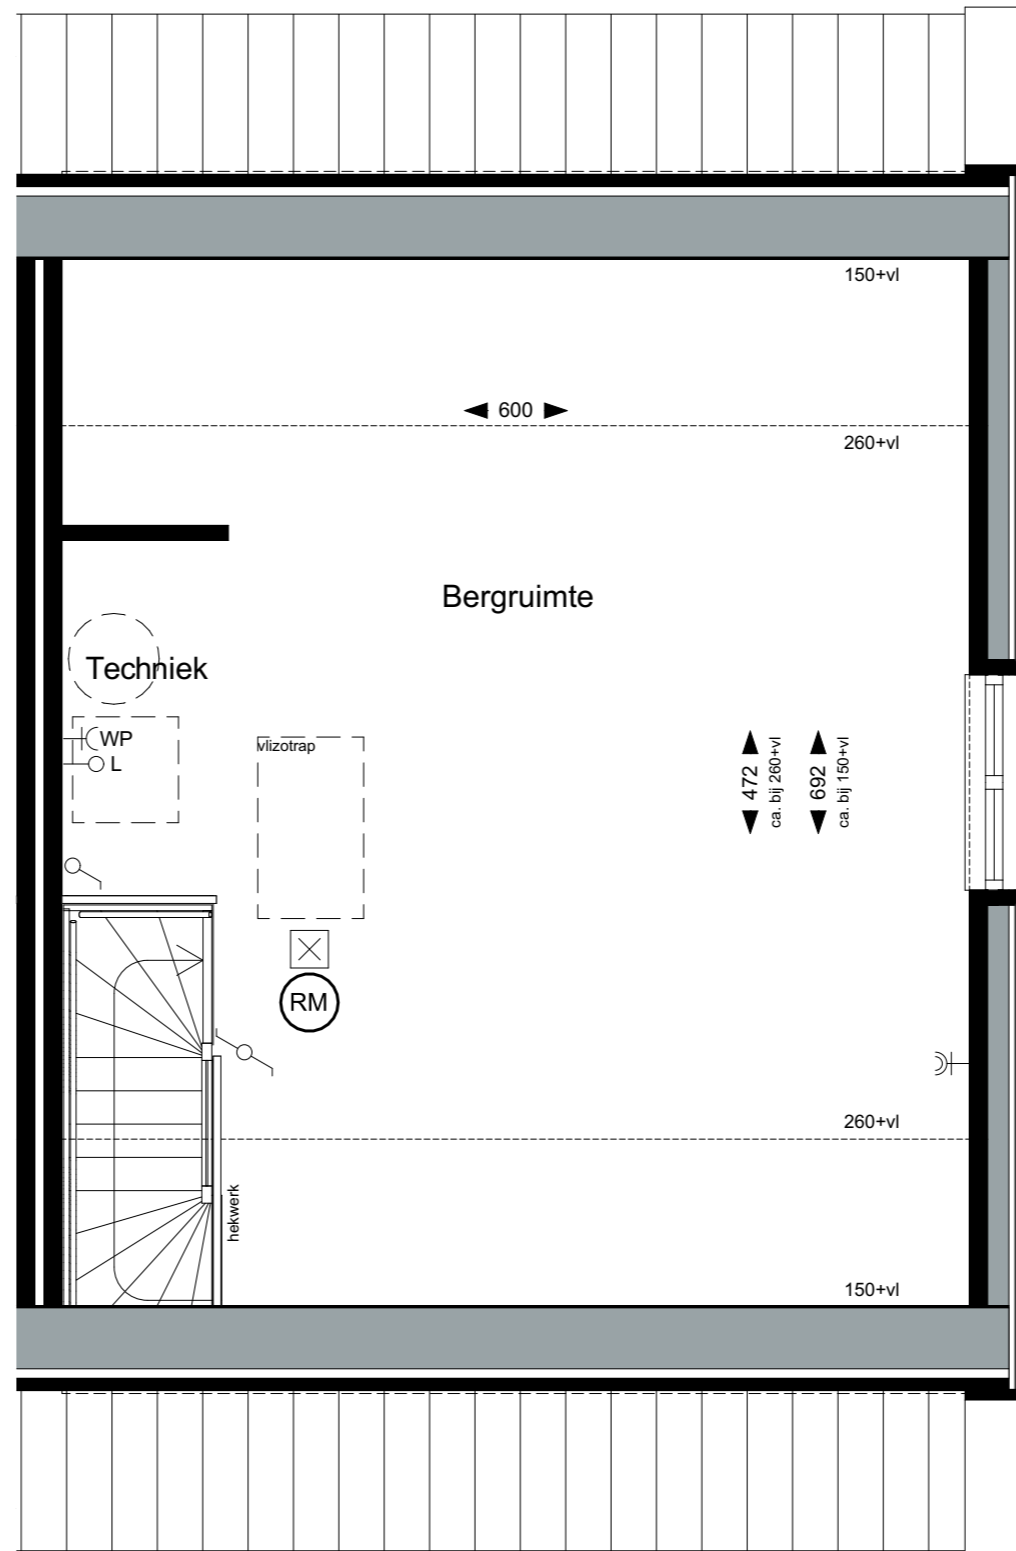 150+vl
600
260+vl
Bergruimte
Techniek
WP
L
vlizotrap
472
ca. bij 260+vl
692
ca. bij 150+vl
RM
260+vl
hekwerk
150+vl